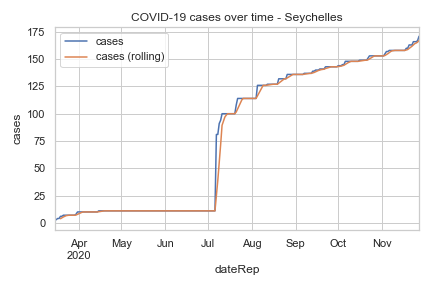 COVID-19 cases over time - Seychelles
cases
cases (rolling)
cases
175
150
125
100
75
50
25
0
Apr May Jun Jul Aug Sep Oct Nov
2020
dateRep